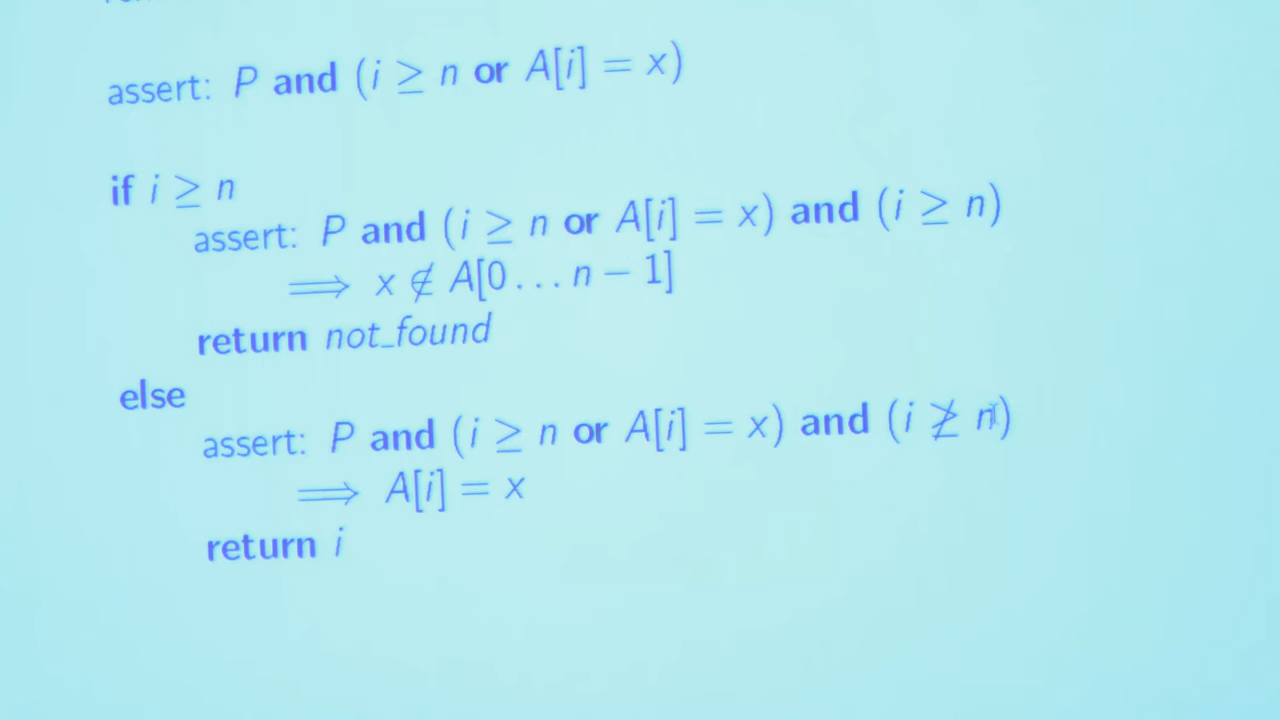 assert: P and (i ≥ n or A[i] = x)
if i ≥ n
assert: P and (i ≥ n or A[i] = x) and (i ≥ n)
⟹ x ∉ A[0 . . . n − 1]
return not_found
else
assert: P and (i ≥ n or A[i] = x) and (i ≱ n)
⟹ A[i] = x
return i